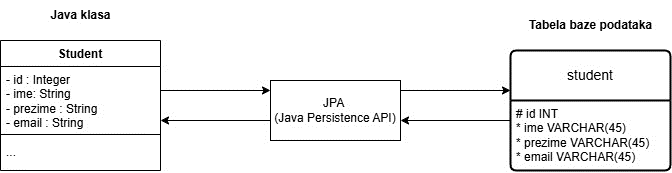 Java klasa
Student
- id : Integer
- ime: String
- prezime : String
- email : String
...
JPA
(Java Persistence API)
Tabela baze podataka
student
# id INT
* ime VARCHAR(45)
* prezime VARCHAR(45)
* email VARCHAR(45)